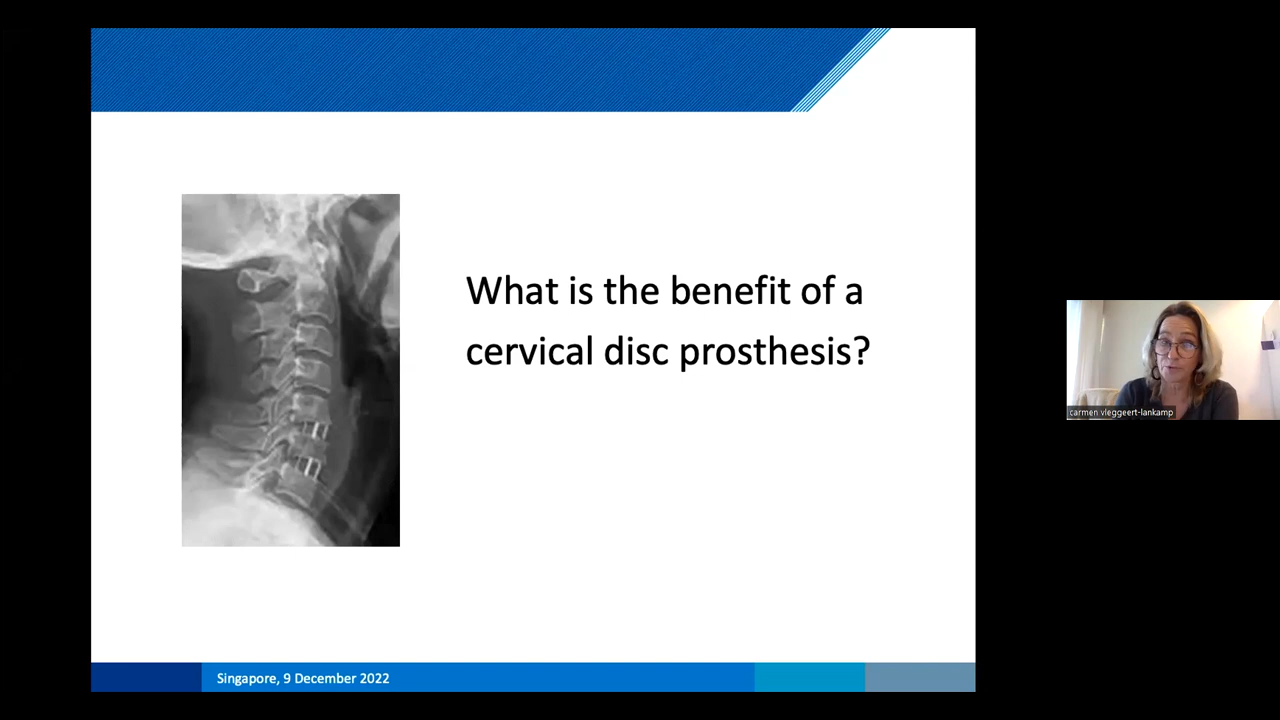 What is the benefit of a
cervical disc prosthesis?
carmen vleggeert-lankamp
Singapore, 9 December 2022